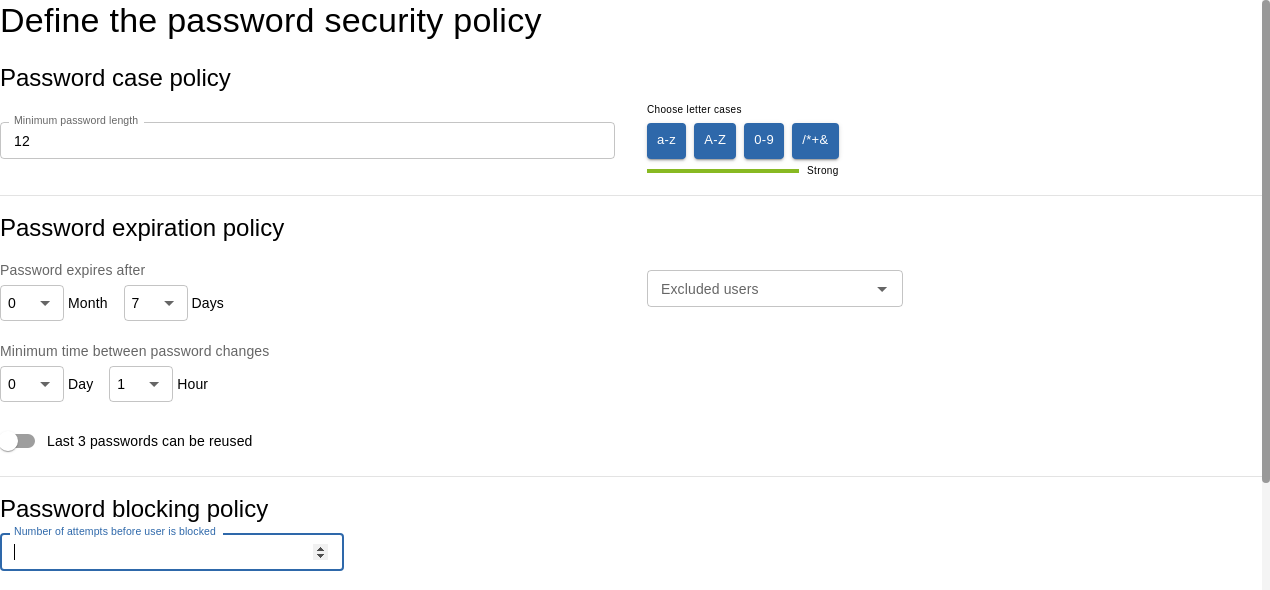 Define the password security policy
Password case policy
Minimum password length
12
Choose letter cases
a-z A-Z 0-9 /*+&
Strong
Password expiration policy
Password expires after
0 Month 7 Days
Excluded users
Minimum time between password changes
0 Day 1 Hour
Last 3 passwords can be reused
Password blocking policy
Number of attempts before user is blocked